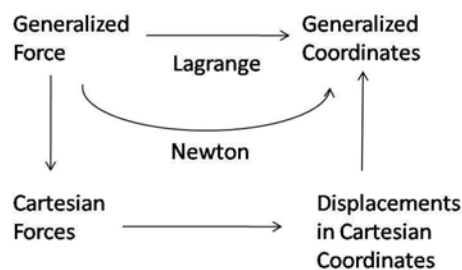 Generalized
Force
Generalized
Coordinates
Lagrange
Newton
Cartesian
Forces
Displacements
in Cartesian
Coordinates